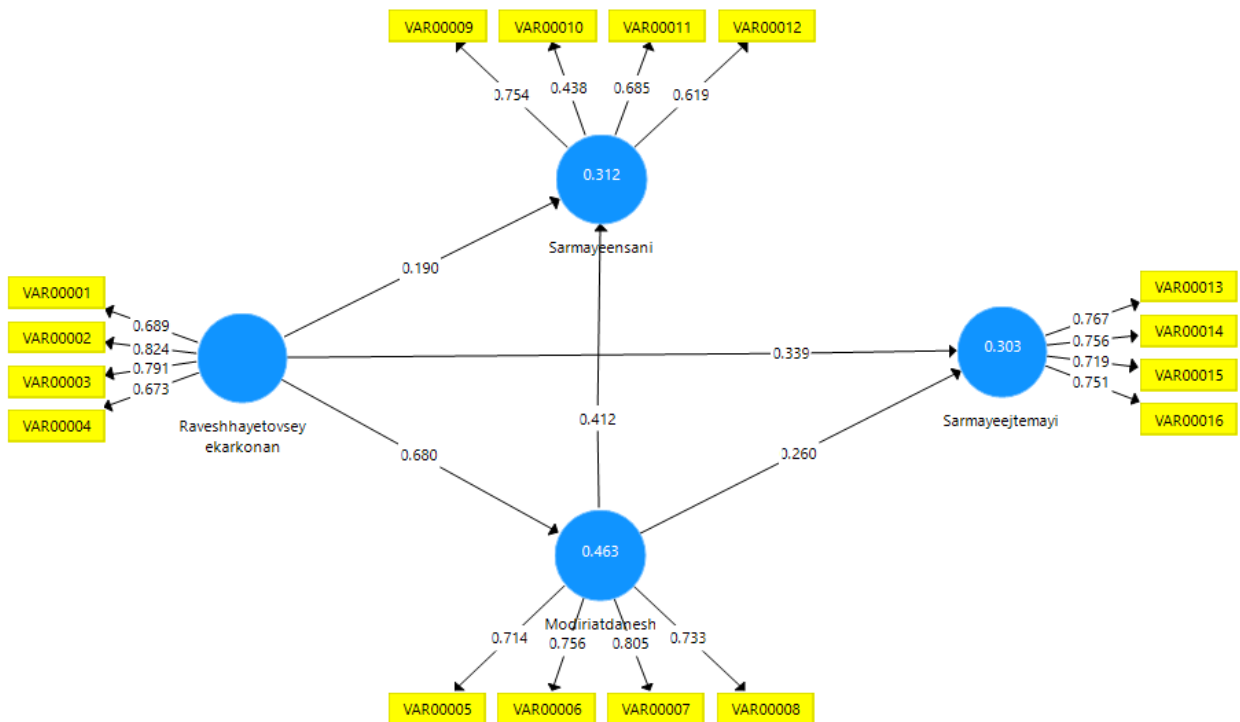 VAR00009
VAR00010
VAR00011
VAR00012
0.754
0.438
0.685
0.619
0.312
Sarmayeensani
0.190
VAR00001
VAR00002
VAR00003
VAR00004
0.689
0.824
0.791
0.673
Raveshhayetovsey
ekarkonan
0.339
0.303
Sarmayeejtemayi
0.767
0.756
0.719
0.751
VAR00013
VAR00014
VAR00015
VAR00016
0.412
0.680
0.260
0.463
Modiriatdanesh
0.714
0.756
0.805
0.733
VAR00005
VAR00006
VAR00007
VAR00008